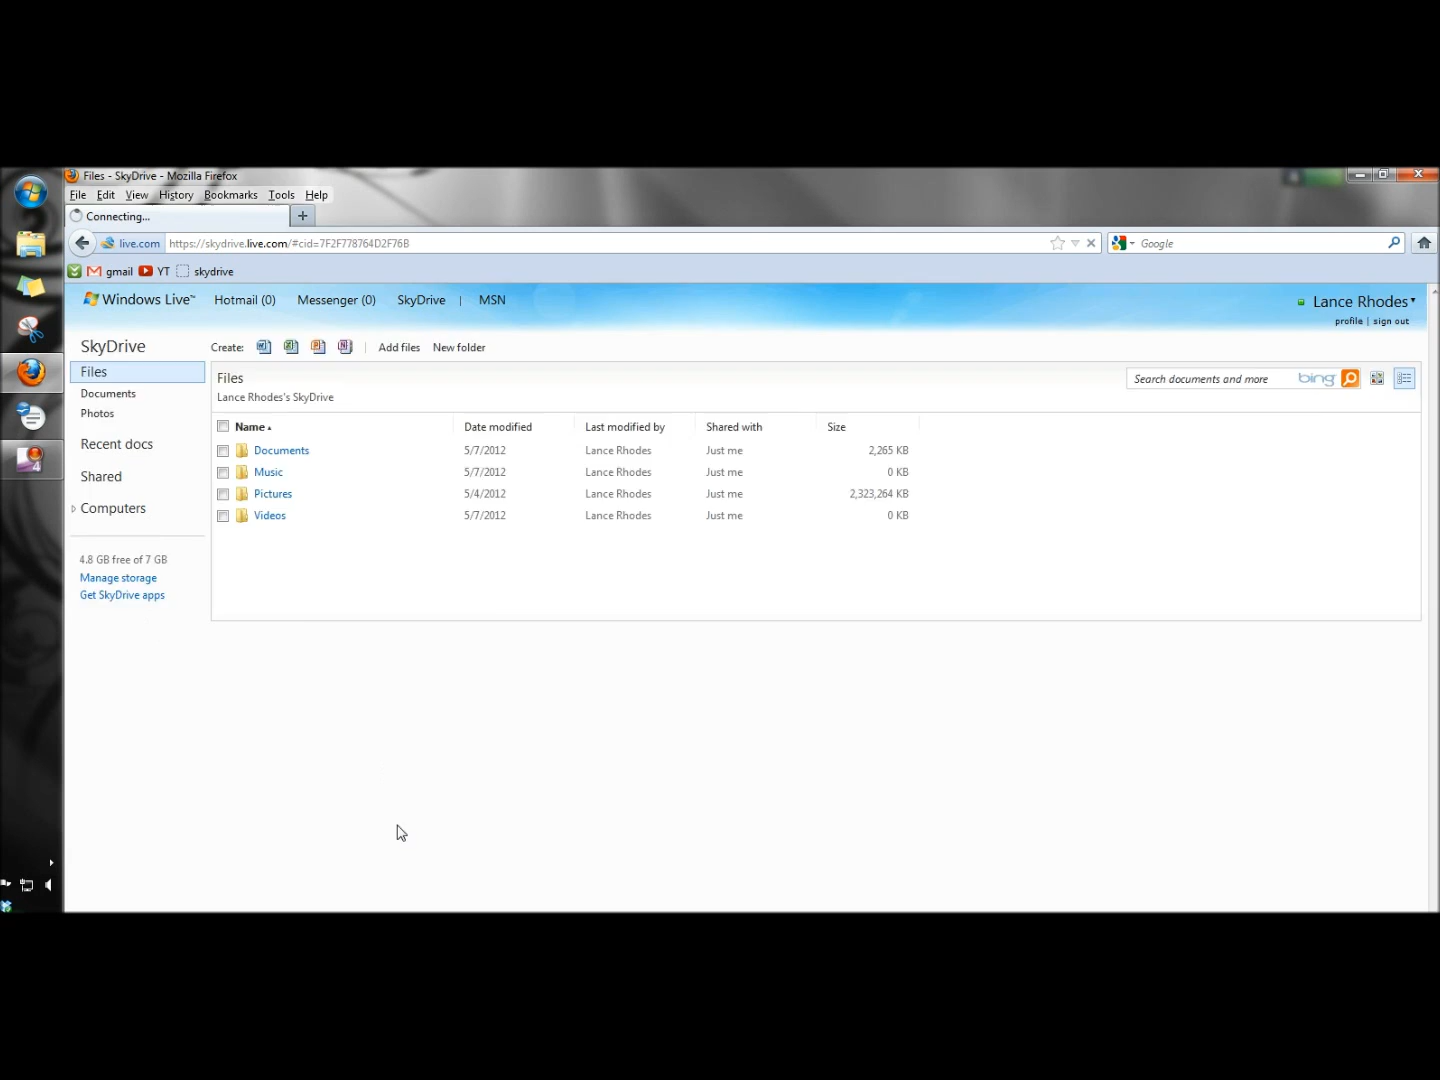 Files - SkyDrive - Mozilla Firefox
File Edit View History Bookmarks Tools Help
Connecting... +
live.com https://skydrive.live.com/#cid=7F2F778764D2F76B Google
gmail YT skydrive
Windows Live™ Hotmail (0) Messenger (0) SkyDrive | MSN Lance Rhodes
profile | sign out
SkyDrive Create: Add files New folder
Files
Documents
Photos
Recent docs
Shared
Computers
4.8 GB free of 7 GB
Manage storage
Get SkyDrive apps
Files Search documents and more bing
Lance Rhodes's SkyDrive
Name Date modified Last modified by Shared with Size
Documents 5/7/2012 Lance Rhodes Just me 2,265 KB
Music 5/7/2012 Lance Rhodes Just me 0 KB
Pictures 5/4/2012 Lance Rhodes Just me 2,323,264 KB
Videos 5/7/2012 Lance Rhodes Just me 0 KB
4